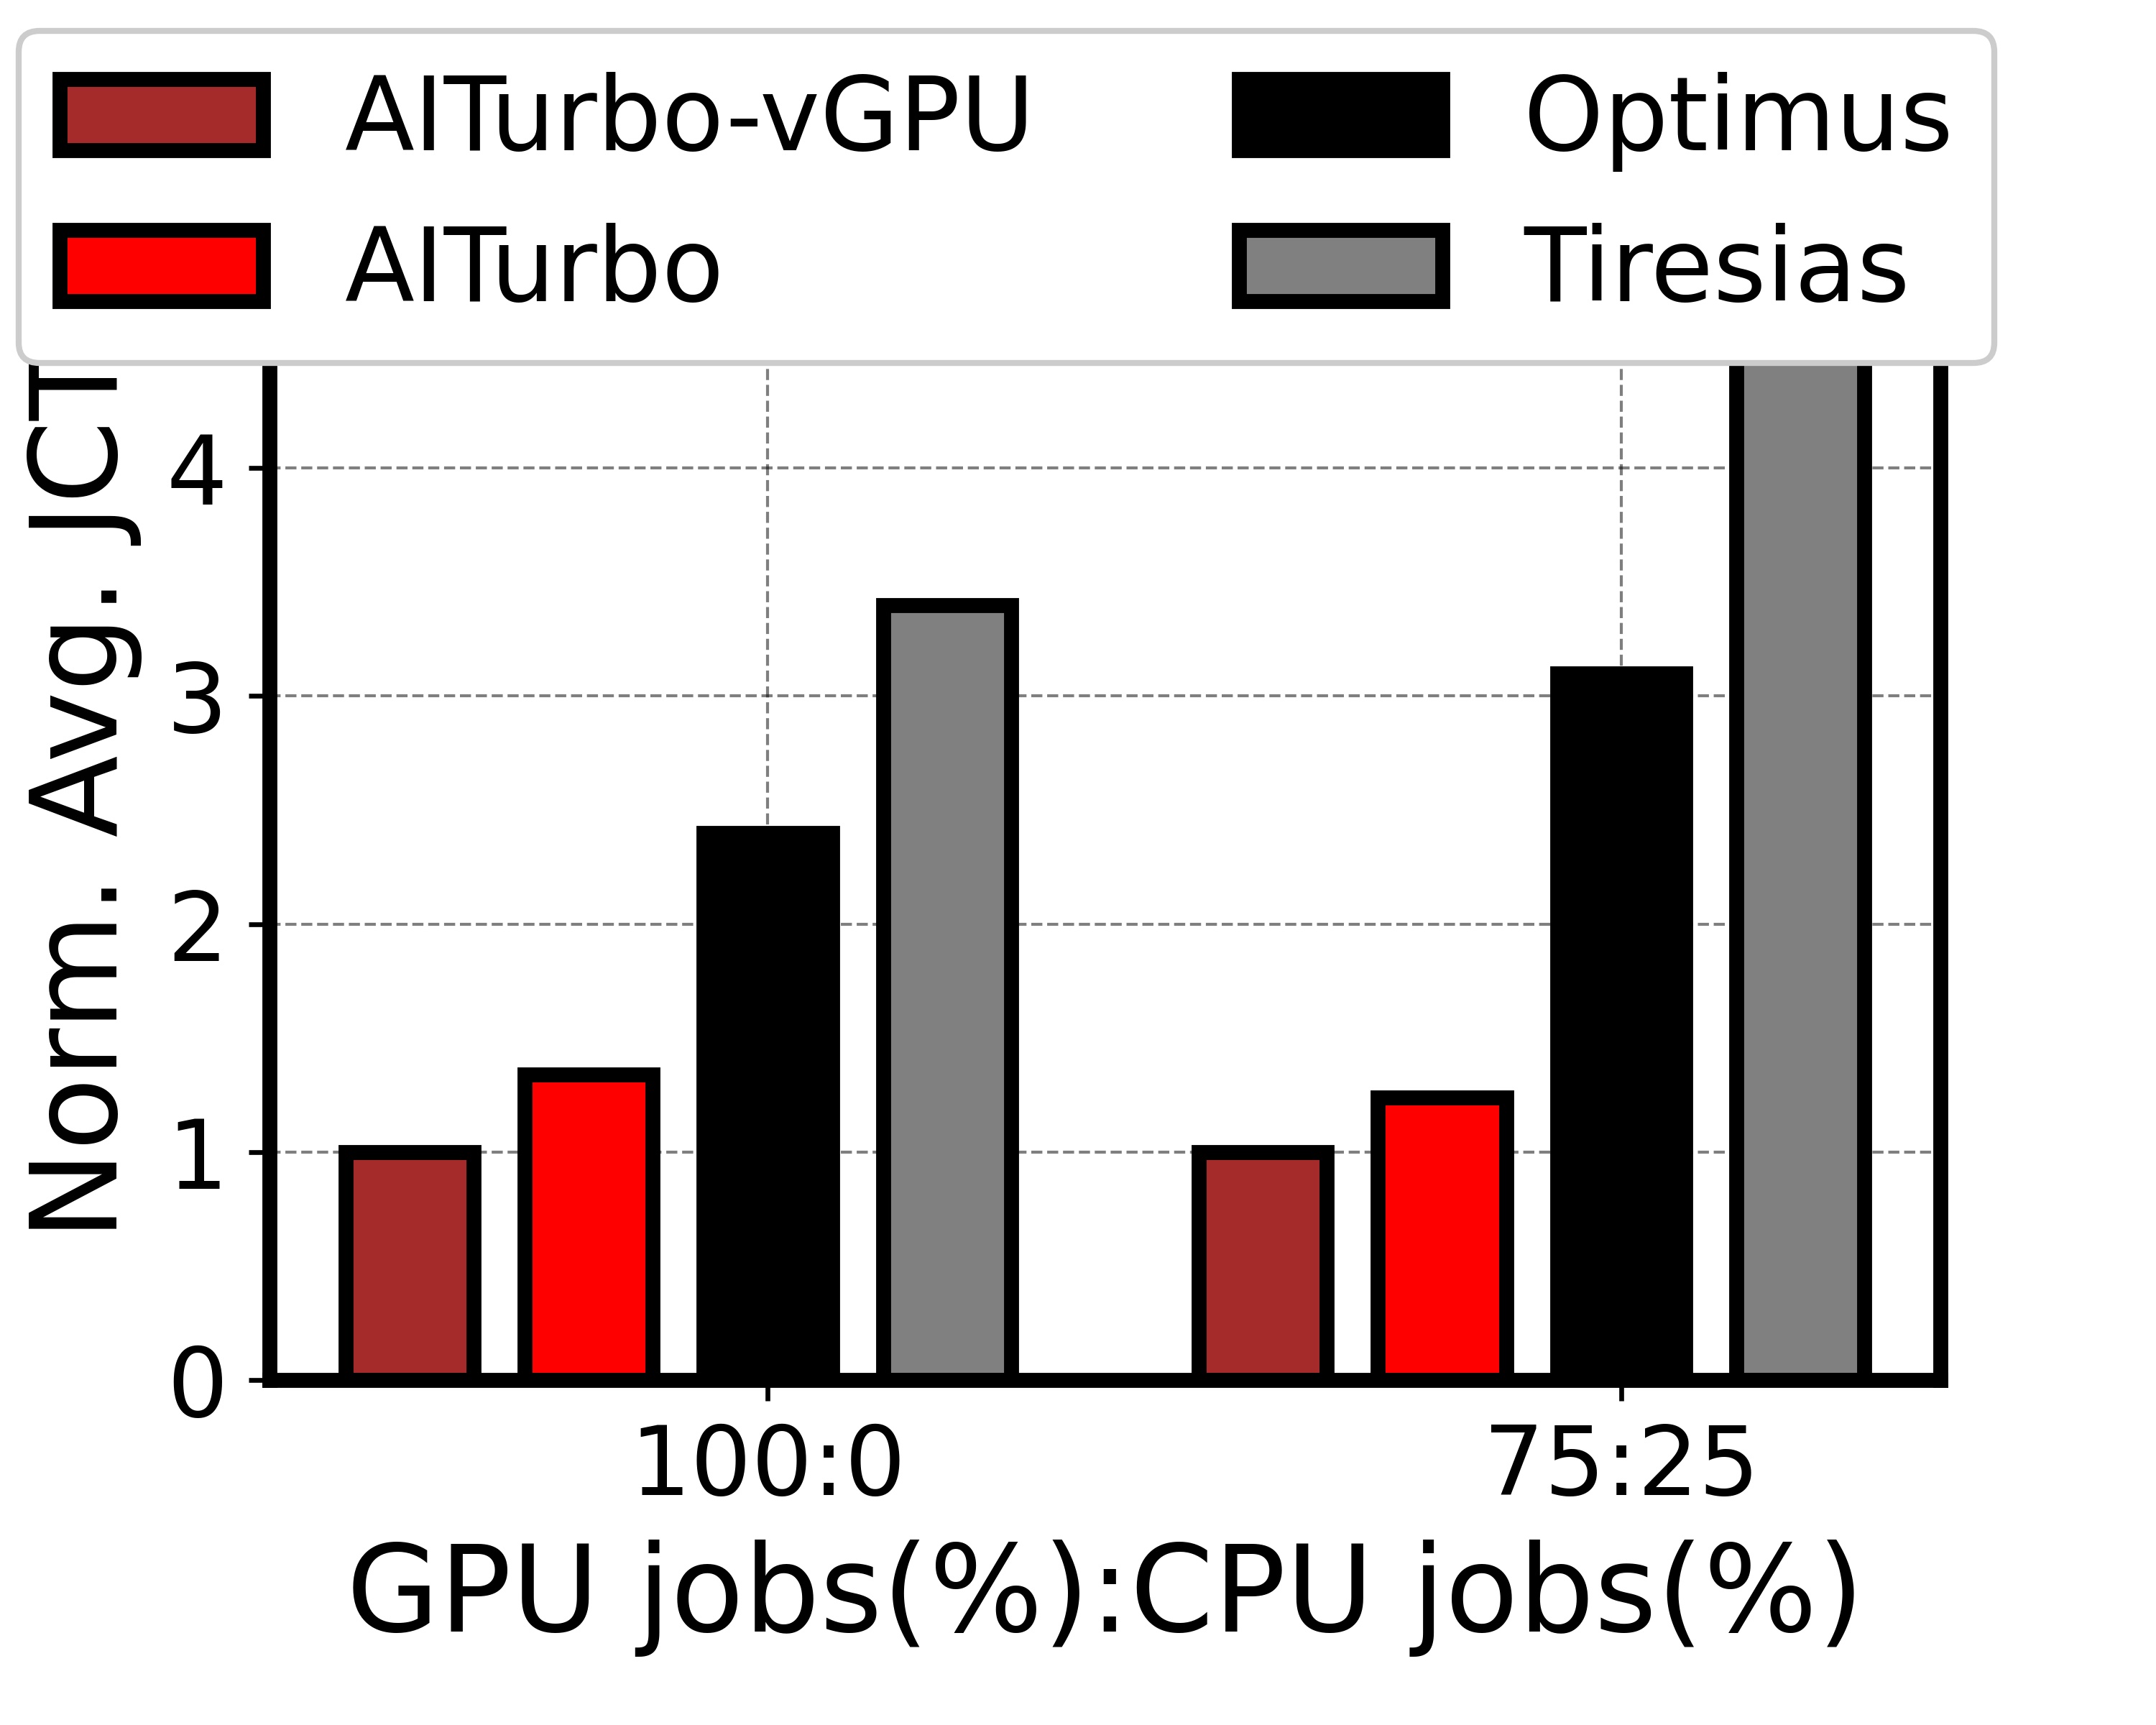 AITurbo-vGPU
AITurbo
Optimus
Tiresias
Norm. Avg. JCT
4
3
2
1
0
100:0
75:25
GPU jobs(%):CPU jobs(%)